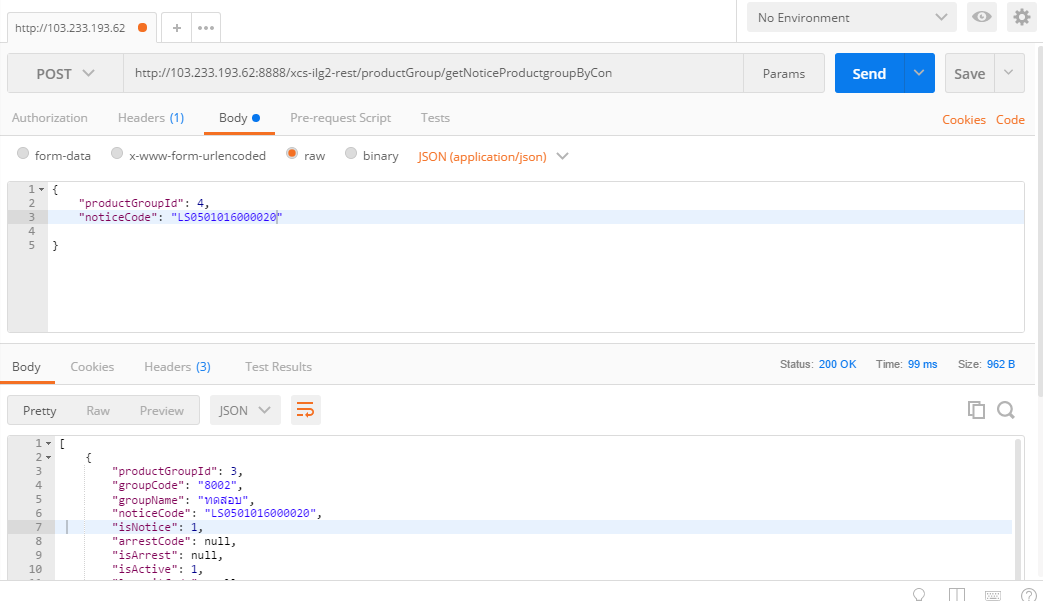 http://103.233.193.62
No Environment
POST http://103.233.193.62:8888/xcs-ilg2-rest/productGroup/getNoticeProductgroupByCon Params Send Save
Authorization Headers (1) Body Pre-request Script Tests Cookies Code
form-data x-www-form-urlencoded raw binary JSON (application/json)
1 {
2 "productGroupId": 4,
3 "noticeCode": "LS0501016000020"
4
5 }
Body Cookies Headers (3) Test Results Status: 200 OK Time: 99 ms Size: 962 B
Pretty Raw Preview JSON
1 [
2 {
3 "productGroupId": 3,
4 "groupCode": "8002",
5 "groupName": "ทดสอบ",
6 "noticeCode": "LS0501016000020",
7 "isNotice": 1,
8 "arrestCode": null,
9 "isArrest": null,
10 "isActive": 1,